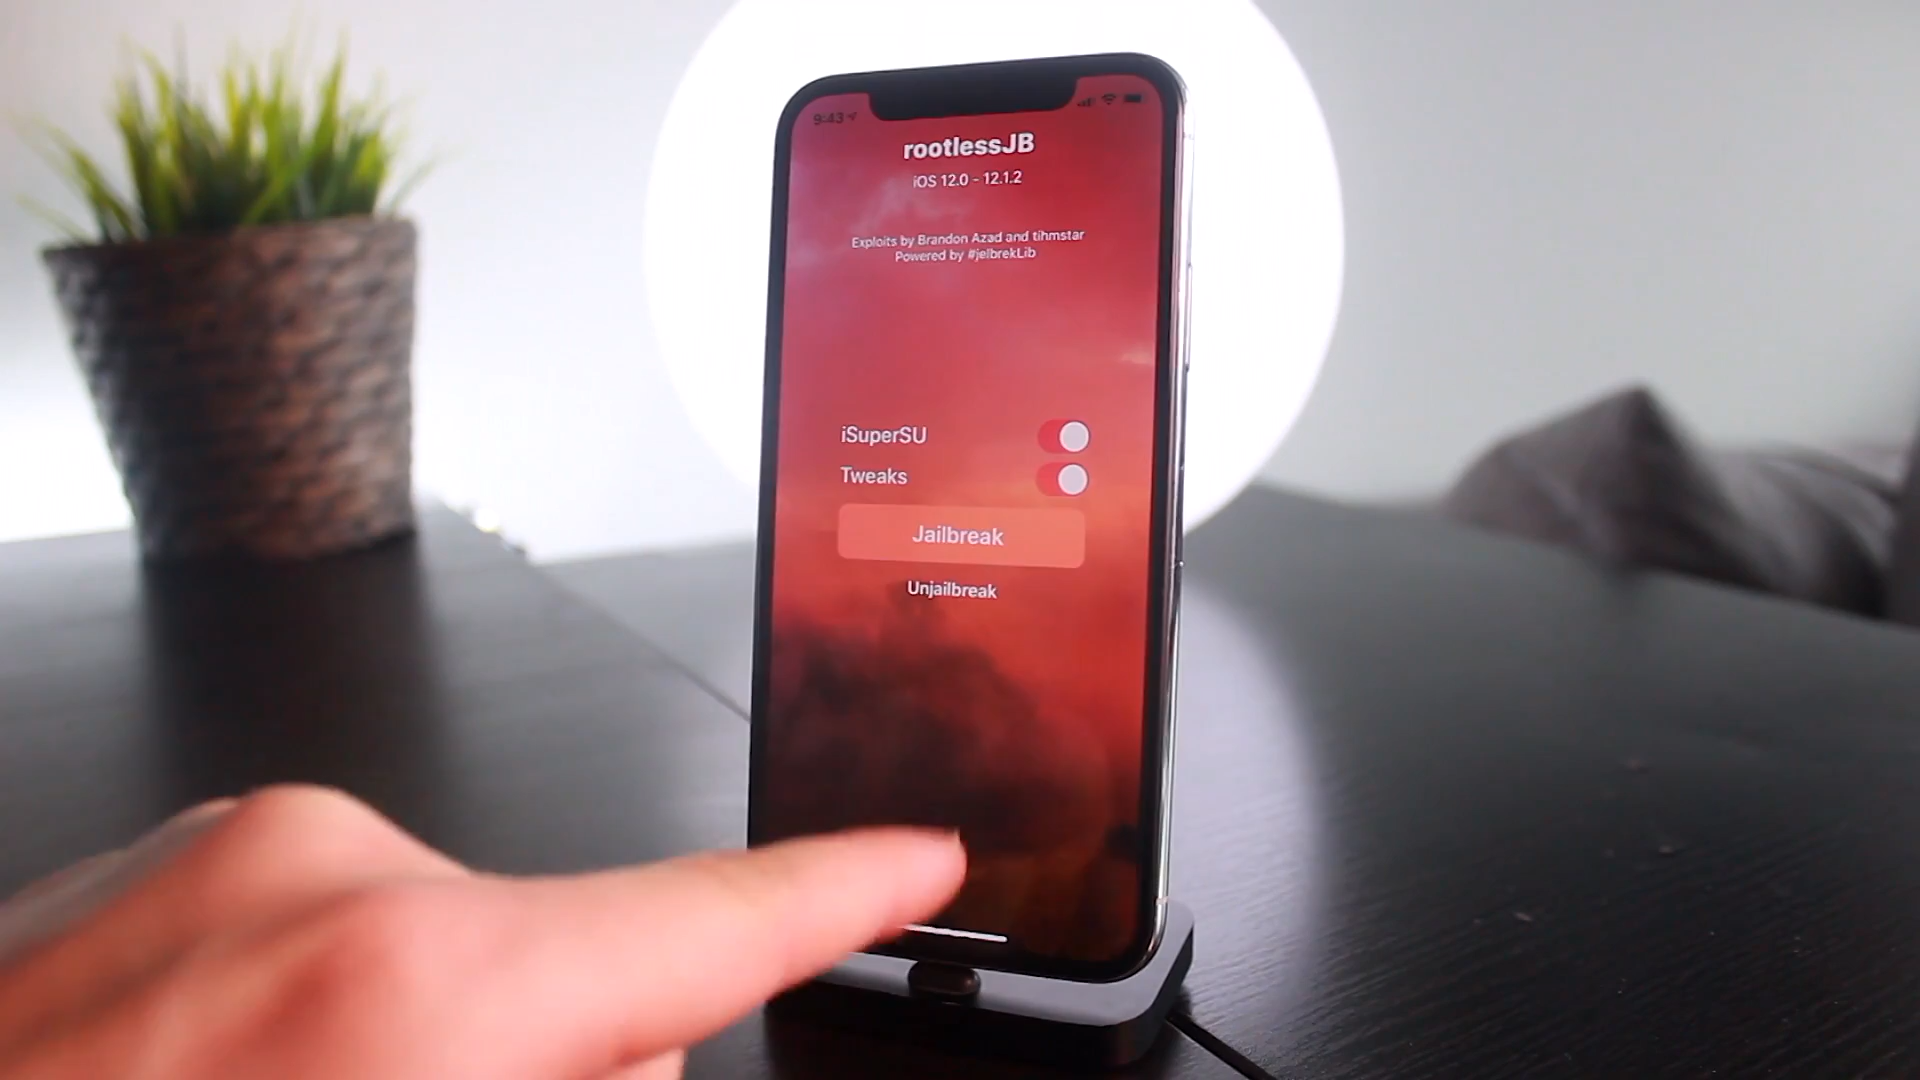 9:43
rootlessJB
iOS 12.0 - 12.1.2
Exploits by Brandon Azad and tihmstar
Powered by #jelbrekLib
iSuperSU
Tweaks
Jailbreak
Unjailbreak